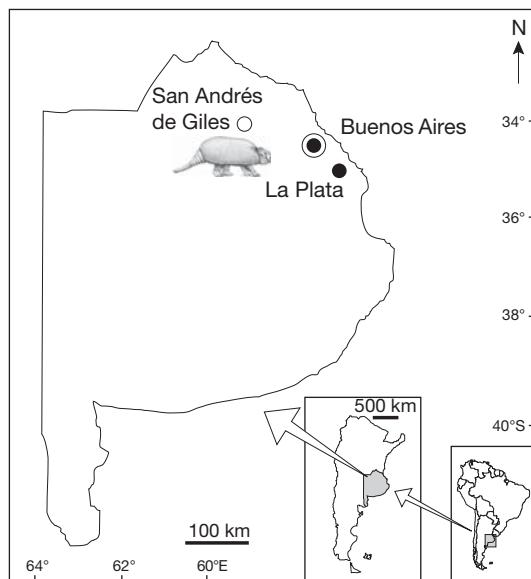 N
San Andrés
de Giles
34°
Buenos Aires
La Plata
36°
38°
500 km
40°S
100 km
64°
62°
60°E